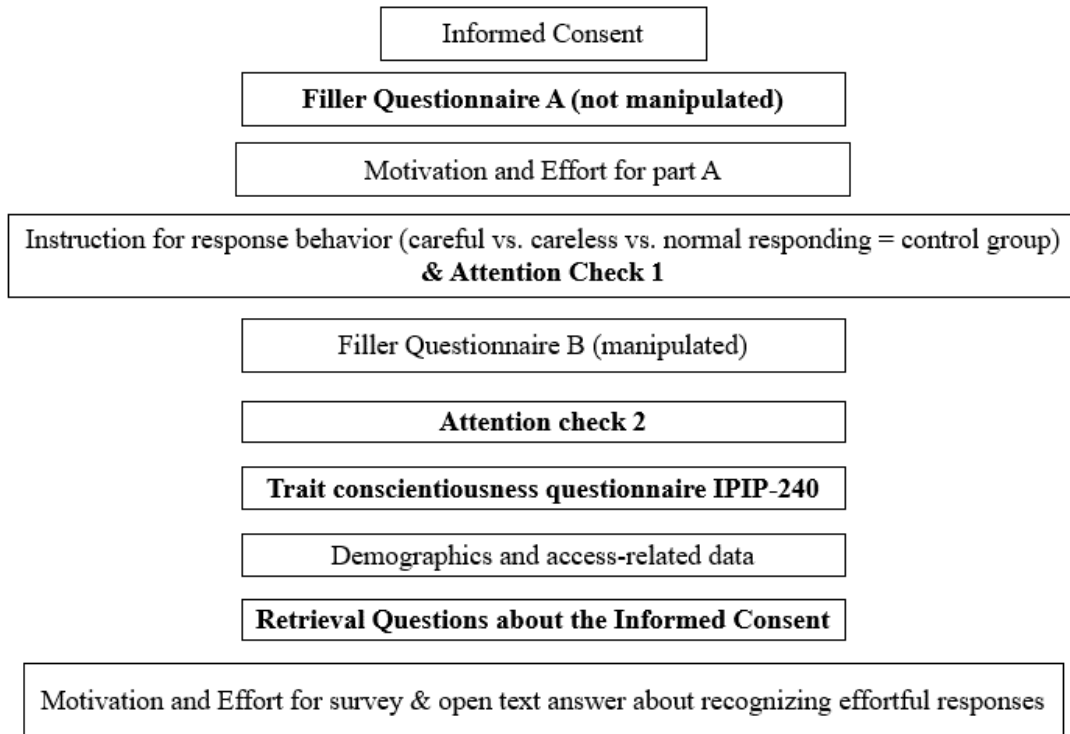 Informed Consent
Filler Questionnaire A (not manipulated)
Motivation and Effort for part A
Instruction for response behavior (careful vs. careless vs. normal responding = control group)
& Attention Check 1
Filler Questionnaire B (manipulated)
Attention check 2
Trait conscientiousness questionnaire IPIP-240
Demographics and access-related data
Retrieval Questions about the Informed Consent
Motivation and Effort for survey & open text answer about recognizing effortful responses